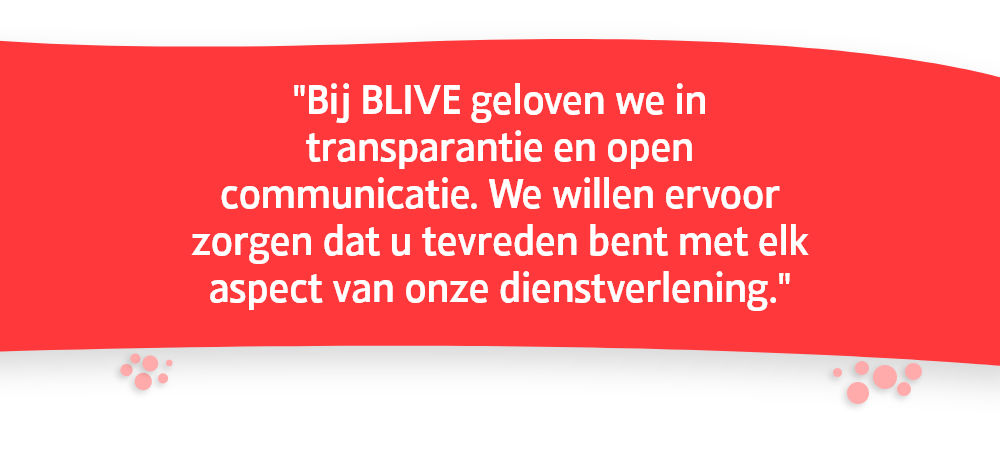 "Bij BLIVE geloven we in
transparantie en open
communicatie. We willen ervoor
zorgen dat u tevreden bent met elk
aspect van onze dienstverlening."